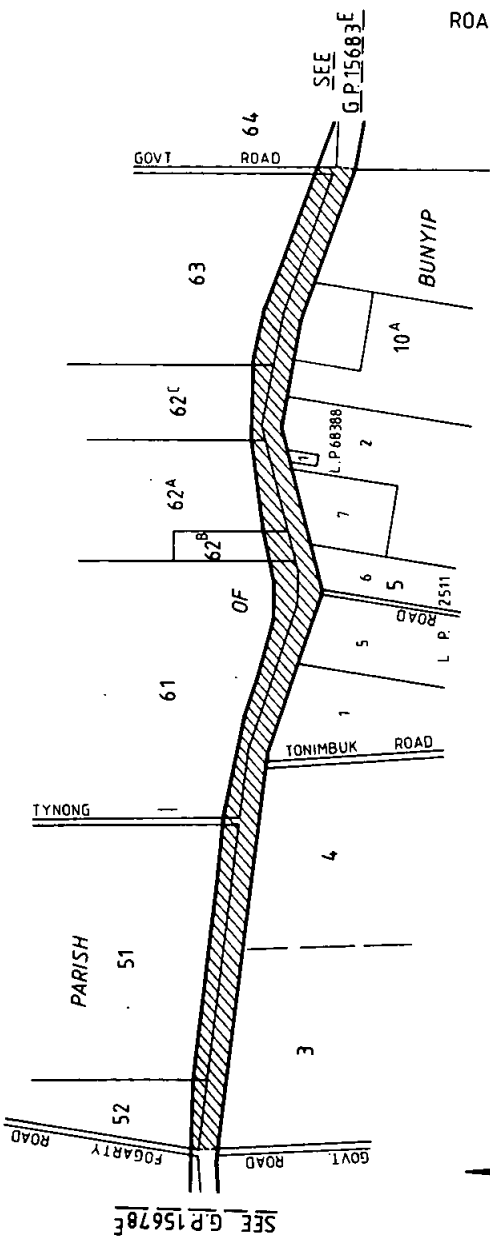 ROA
SEE
G.P.15683E
64
GOVT ROAD
63
BUNYIP
10A
62C
2
L.P.68388
1
62A
7
62B
6
5
OF
ROAD
L. P. 2511
5
61
1
TONIMBUK ROAD
TYNONG
4
PARISH
51
3
52
FOGARTY ROAD
GOVT. ROAD
SEE G.P.15678E